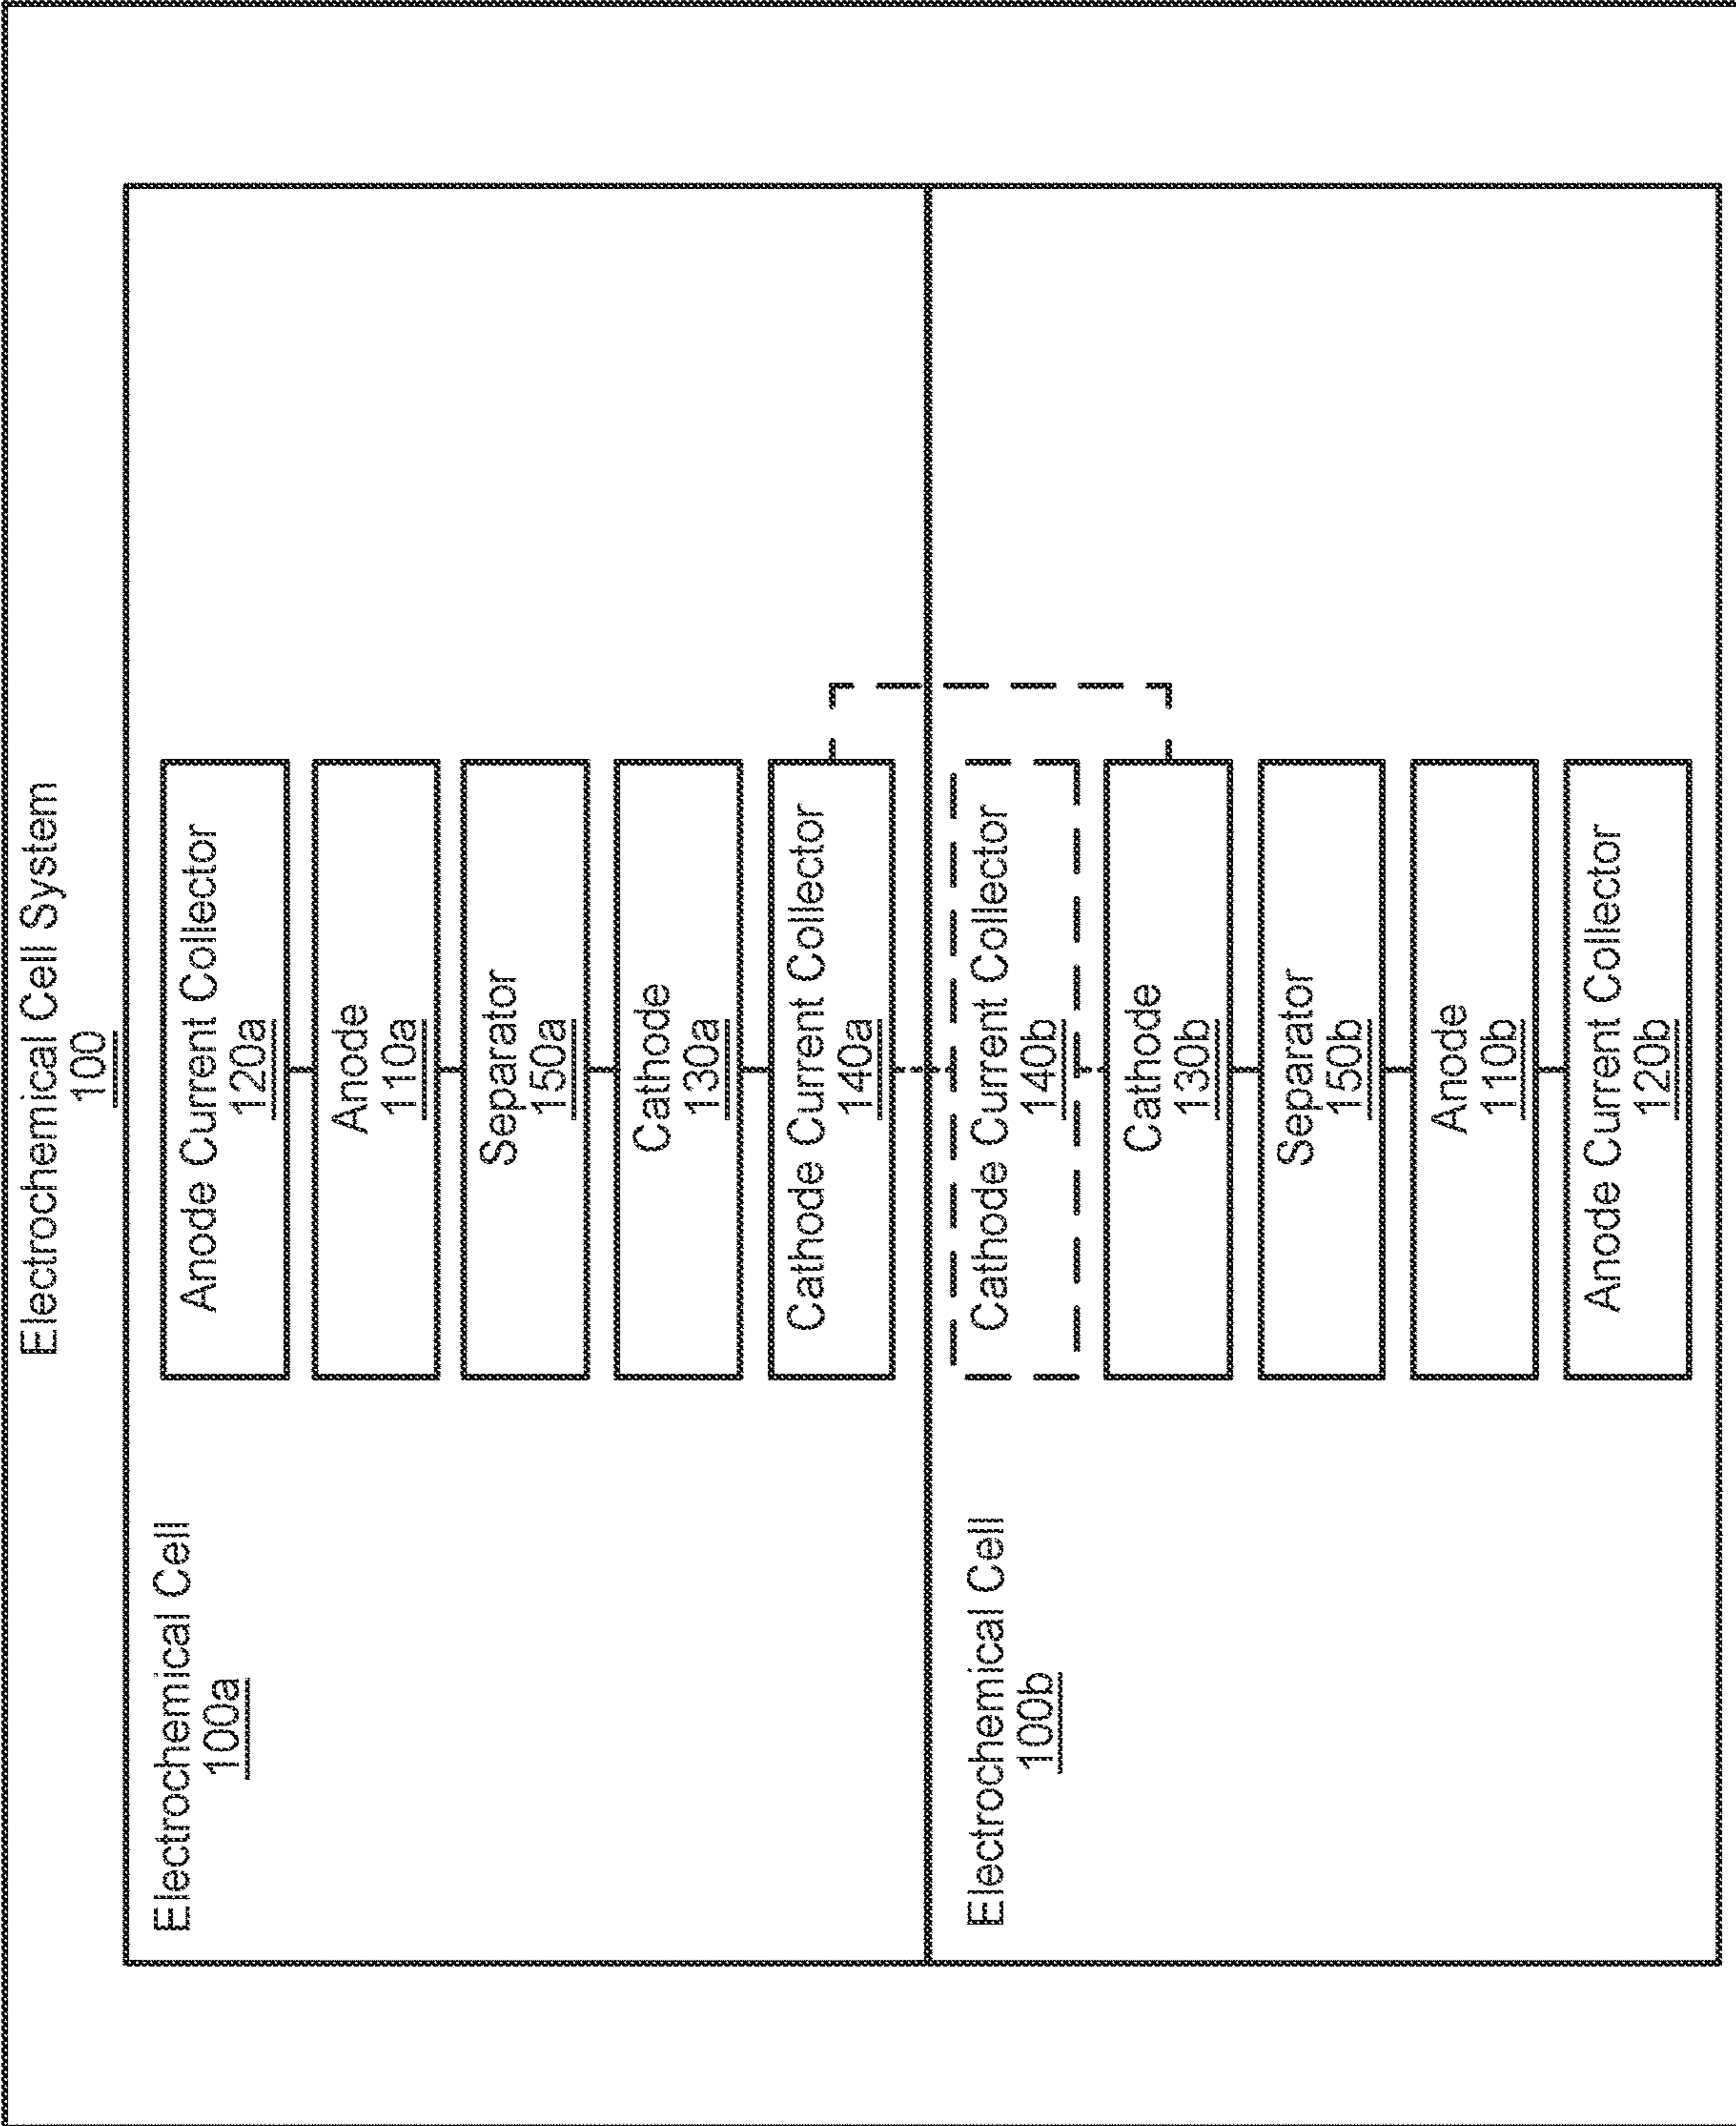 Electrochemical Cell System
100
Electrochemical Cell
100a
Anode Current Collector
120a
Anode
110a
Separator
150a
Cathode
130a
Cathode Current Collector
140a
Electrochemical Cell
100b
Cathode Current Collector
140b
Cathode
130b
Separator
150b
Anode
110b
Anode Current Collector
120b